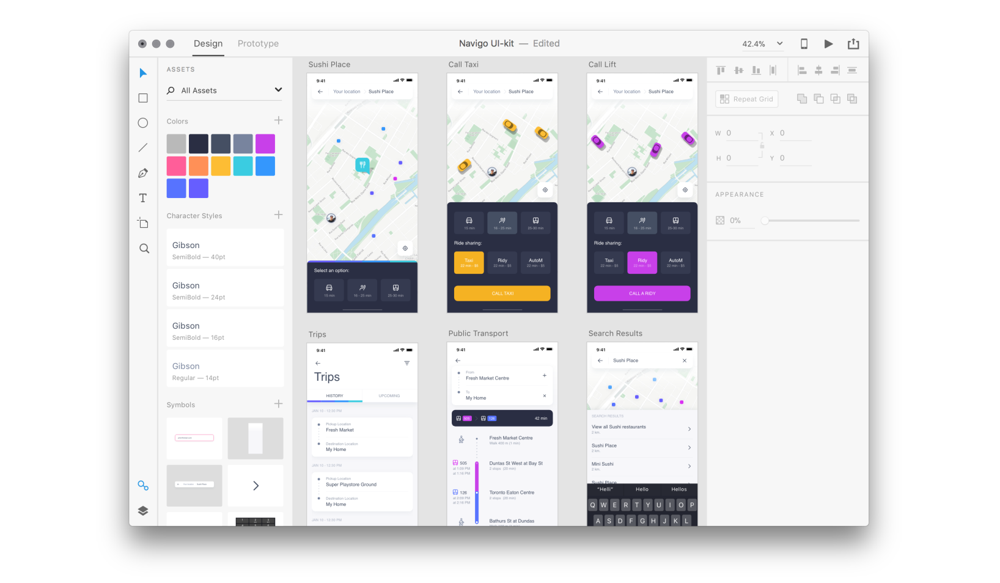 Design
Prototype
Navigo UI-kit — Edited
42.4%
ASSETS
All Assets
Colors
Character Styles
Gibson
SemiBold — 40pt
Gibson
SemiBold — 24pt
Gibson
SemiBold — 16pt
Gibson
Regular — 14pt
Symbols
Your location Sushi Place
1 2 3
Sushi Place
9:41
Your location Sushi Place
Select an option:
15 min
16 - 25 min
25-30 min
Call Taxi
9:41
Your location Sushi Place
15 min
16 - 25 min
25-30 min
Ride sharing:
Taxi
22 min - $5
Ridy
22 min - $5
AutoM
22 min - $5
CALL TAXI
Call Lift
9:41
Your location Sushi Place
15 min
16 - 25 min
25-30 min
Ride sharing:
Taxi
22 min - $5
Ridy
22 min - $5
AutoM
22 min - $5
CALL A RIDY
Trips
9:41
Trips
HISTORY
UPCOMING
JAN 10 - 12:35 PM
Pickup Location
Fresh Market
Destination Location
My Home
JAN 10 - 12:35 PM
Pickup Location
Super Playstore Ground
Destination Location
My Home
JAN 10 - 12:35 PM
Public Transport
9:41
From
Fresh Market Centre
To
My Home
505
126
42 min
Fresh Market Centre
Walk 400 m (1 min)
505
at 1:09 PM
at 1:16 PM
Duntas St West at Bay St
2 stops (20 min)
126
at 2:09 PM
at 2:16 PM
Toronto Eaton Centre
2 stops (20 min)
Bathurs St at Dundas
Search Results
9:41
Sushi Place
SEARCH RESULTS
View all Sushi restaurants
2 km.
Sushi Place
2 km.
Mini Sushi
2 km.
Sushi Place
"Helli" Hello Hellos
Q W E R T Y U I O P
A S D F G H J K L
Repeat Grid
W 0 X 0
H 0 Y 0
APPEARANCE
0%